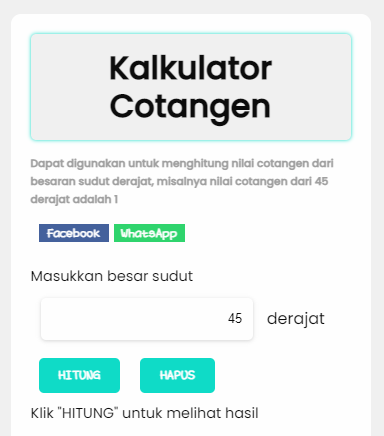 Kalkulator
Cotangen
Dapat digunakan untuk menghitung nilai cotangen dari
besaran sudut derajat, misalnya nilai cotangen dari 45
derajat adalah 1
Facebook WhatsApp
Masukkan besar sudut
45 derajat
HITUNG HAPUS
Klik "HITUNG" untuk melihat hasil